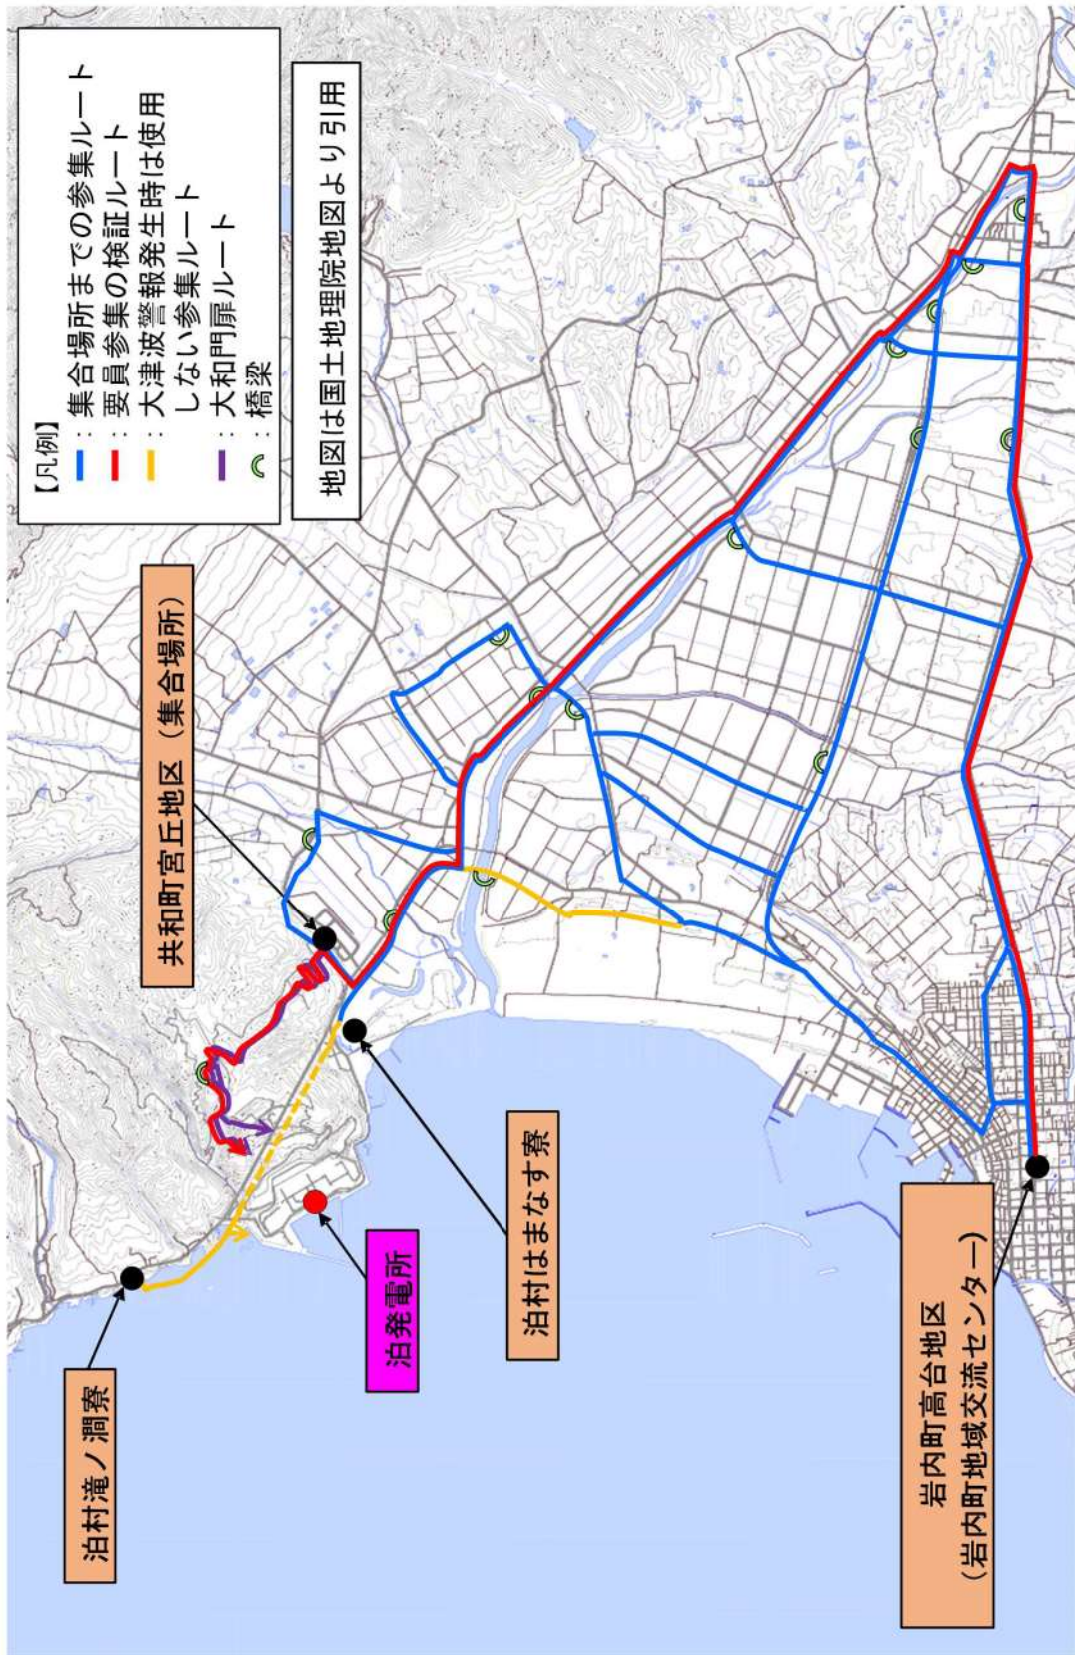 【凡例】
：集合場所までの参集ルート
：要員参集の検証ルート
：大津波警報発生時は使用
しない参集ルート
：大和門扉ルート
：橋梁
地図は国土地理院地図より引用
共和町宮丘地区（集合場所）
泊村滝ノ澗寮
泊発電所
泊村はまなす寮
岩内町高台地区
（岩内町地域交流センター）